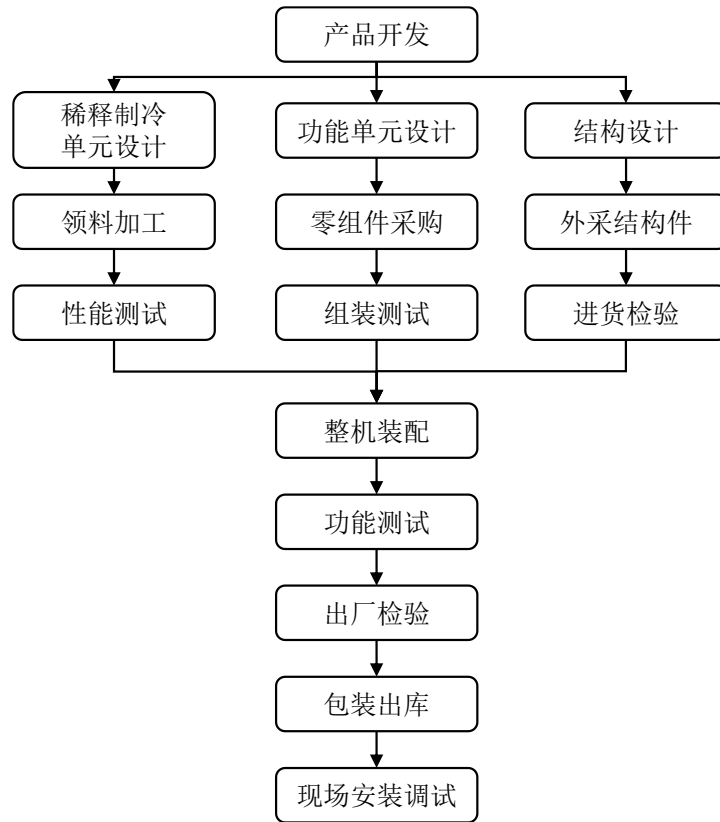 产品开发
稀释制冷
单元设计
功能单元设计
结构设计
领料加工
零组件采购
外采结构件
性能测试
组装测试
进货检验
整机装配
功能测试
出厂检验
包装出库
现场安装调试